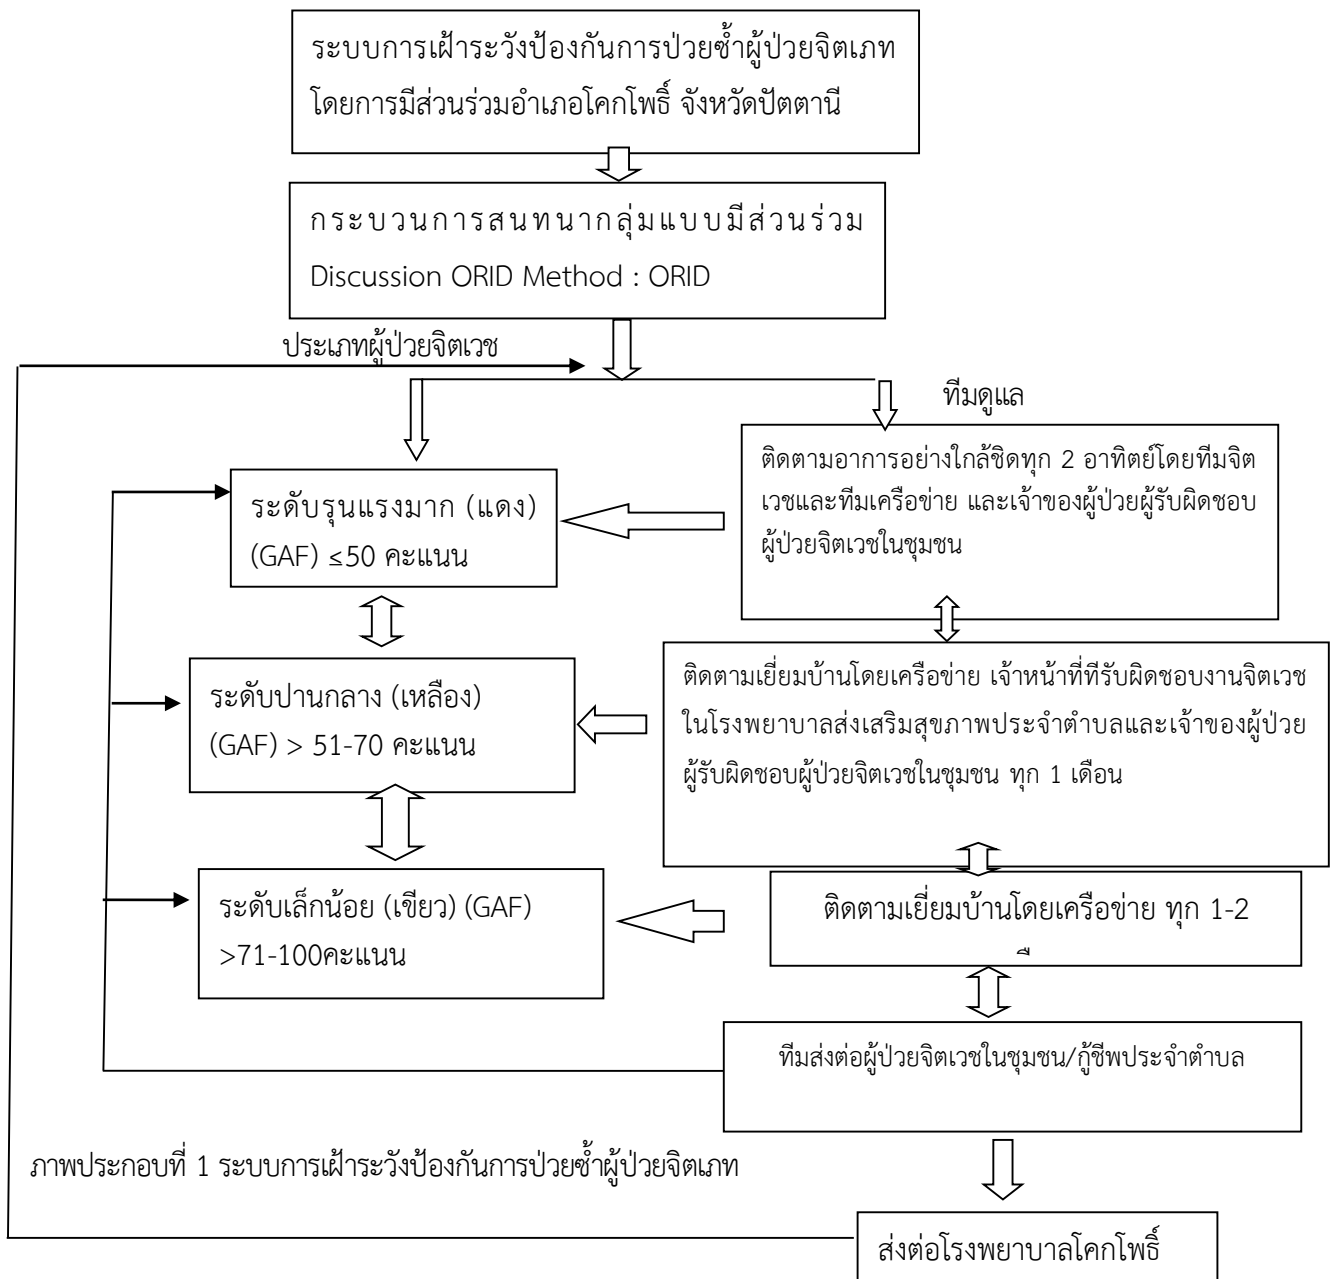 ระบบการเฝ้าระวังป้องกันการป่วยซ้ำผู้ป่วยจิตเภท
โดยการมีส่วนร่วมอำเภอโคกโพธิ์ จังหวัดปัตตานี
กระบวนการสนทนากลุ่มแบบมีส่วนร่วม
Discussion ORID Method : ORID
ประเภทผู้ป่วยจิตเวช
ทีมดูแล
ระดับรุนแรงมาก (แดง)
(GAF) ≤50 คะแนน
ติดตามอาการอย่างใกล้ชิดทุก 2 อาทิตย์โดยทีมจิต
เวชและทีมเครือข่าย และเจ้าของผู้ป่วยผู้รับผิดชอบ
ผู้ป่วยจิตเวชในชุมชน
ระดับปานกลาง (เหลือง)
(GAF) > 51-70 คะแนน
ติดตามเยี่ยมบ้านโดยเครือข่าย เจ้าหน้าที่ทีรับผิดชอบงานจิตเวช
ในโรงพยาบาลส่งเสริมสุขภาพประจำตำบลและเจ้าของผู้ป่วย
ผู้รับผิดชอบผู้ป่วยจิตเวชในชุมชน ทุก 1 เดือน
ระดับเล็กน้อย (เขียว) (GAF)
>71-100คะแนน
ติดตามเยี่ยมบ้านโดยเครือข่าย ทุก 1-2
ทีมส่งต่อผู้ป่วยจิตเวชในชุมชน/กู้ชีพประจำตำบล
ภาพประกอบที่ 1 ระบบการเฝ้าระวังป้องกันการป่วยซ้ำผู้ป่วยจิตเภท
ส่งต่อโรงพยาบาลโคกโพธิ์